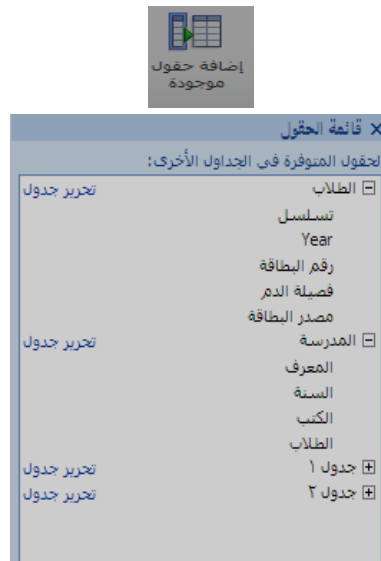 إضافة حقول
موجودة
قائمة الحقول
لحقول المتوفرة في الجداول الأخرى:
الطلاب تحرير جدول
تسلسل
Year
رقم البطاقة
فصيلة الدم
مصدر البطاقة
المدرسة تحرير جدول
المعرف
السنة
الكتب
الطلاب
جدول ١ تحرير جدول
جدول ٢ تحرير جدول